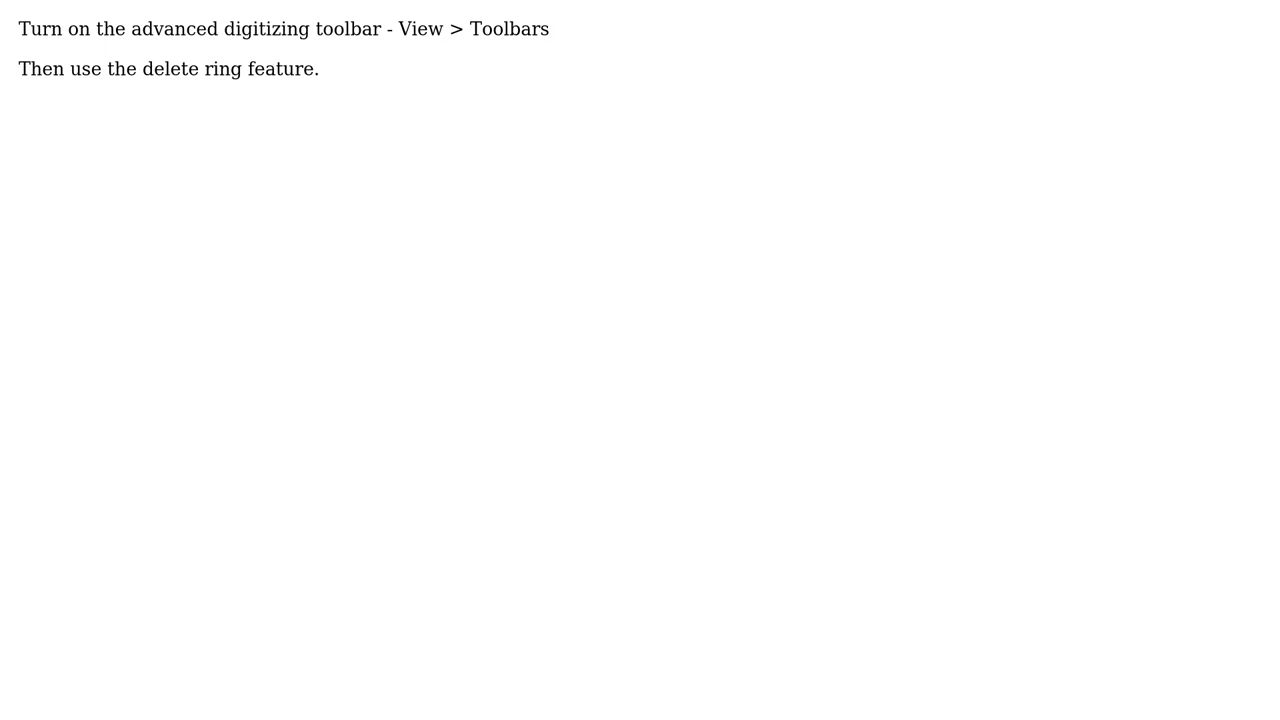 Turn on the advanced digitizing toolbar - View > Toolbars
Then use the delete ring feature.